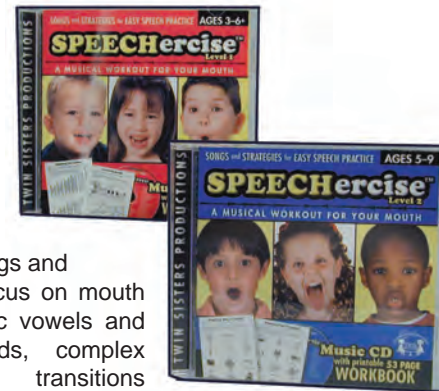 SONGS and STRATEGIES for EASY SPEECH PRACTICE AGES 3-6+
SPEECHercise™
Level 1
A MUSICAL WORKOUT FOR YOUR MOUTH
TWIN SISTERS PRODUCTIONS
Mu
W
SONGS and STRATEGIES for EASY SPEECH PRACTICE AGES 5-9
SPEECHercise™
Level 2
A MUSICAL WORKOUT FOR YOUR MOUTH
TWIN SISTERS PRODUCTIONS
Music CD
with printable 53 PAGE
WORKBOOK
gs and
cus on mouth
c vowels and
ds, complex
transitions